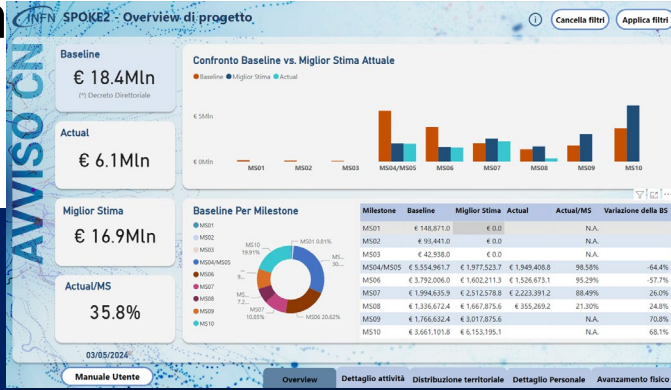 INFN SPOKE2 - Overview di progetto
Cancella filtri
Applica filtri
AVVISO CN
Baseline
€ 18.4Mln
(*) Decreto Direttoriale
Actual
€ 6.1Mln
Miglior Stima
€ 16.9Mln
Actual/MS
35.8%
03/05/2024
Manuale Utente
Confronto Baseline vs. Miglior Stima Attuale
Baseline Miglior Stima Actual
€ 5Mln
€ 0Mln
MS01 MS02 MS03 MS04/MS05 MS06 MS07 MS08 MS09 MS10
Baseline Per Milestone
MS01
MS02
MS03
MS04/MS05
MS06
MS07
MS08
MS09
MS10
MS01 0.81%
MS10
19.91%
MS...
30....
9....
MS...
7.2...
MS07
10.85%
MS06 20.62%
Milestone Baseline Miglior Stima Actual Actual/MS Variazione della BS
MS01 € 148,871.0 € 0.0 N.A.
MS02 € 93,441.0 € 0.0 N.A.
MS03 € 42,938.0 € 0.0 N.A.
MS04/MS05 € 5,554,961.7 € 1,977,523.7 € 1,949,408.8 98.58% -64.4%
MS06 € 3,792,006.0 € 1,602,211.3 € 1,526,673.1 95.29% -57.7%
MS07 € 1,994,635.9 € 2,512,578.8 € 2,223,391.2 88.49% 26.0%
MS08 € 1,336,672.4 € 1,667,875.6 € 355,269.2 21.30% 24.8%
MS09 € 1,766,632.4 € 3,017,875.6 N.A. 70.8%
MS10 € 3,661,101.8 € 6,153,195.1 N.A. 68.1%
Overview Dettaglio attività Distribuzione territoriale Dettaglio Personale Avanzamento fisico